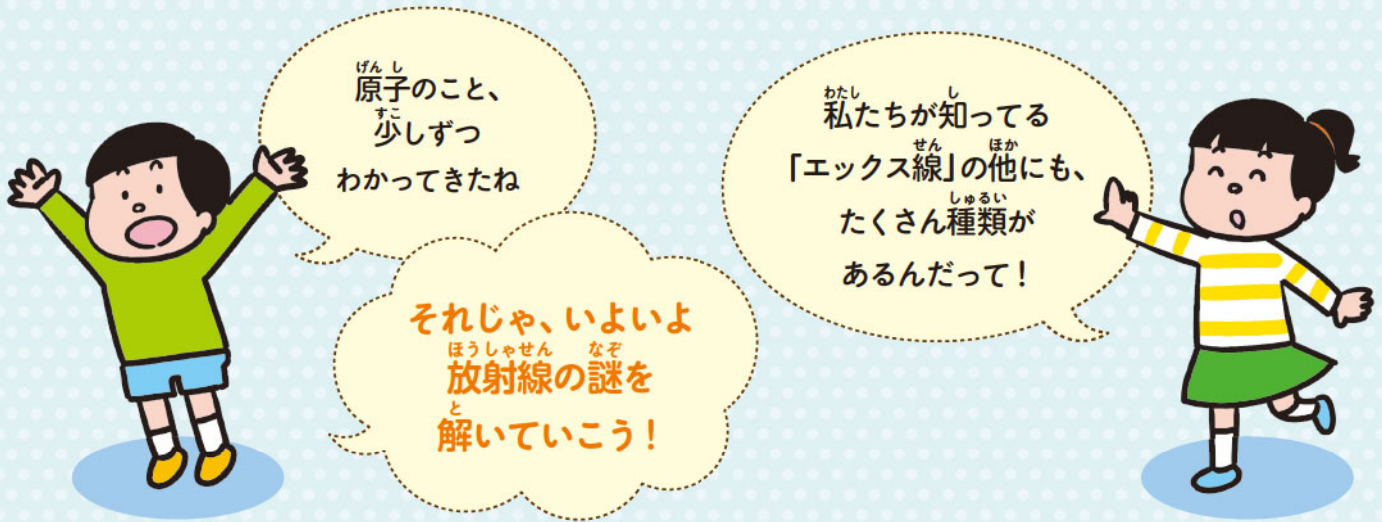 原子のこと、
少しずつ
わかってきたね
それじゃ、いよいよ
放射線の謎を
解いていこう!
私たちが知ってる
「エックス線」の他にも、
たくさん種類が
あるんだって!